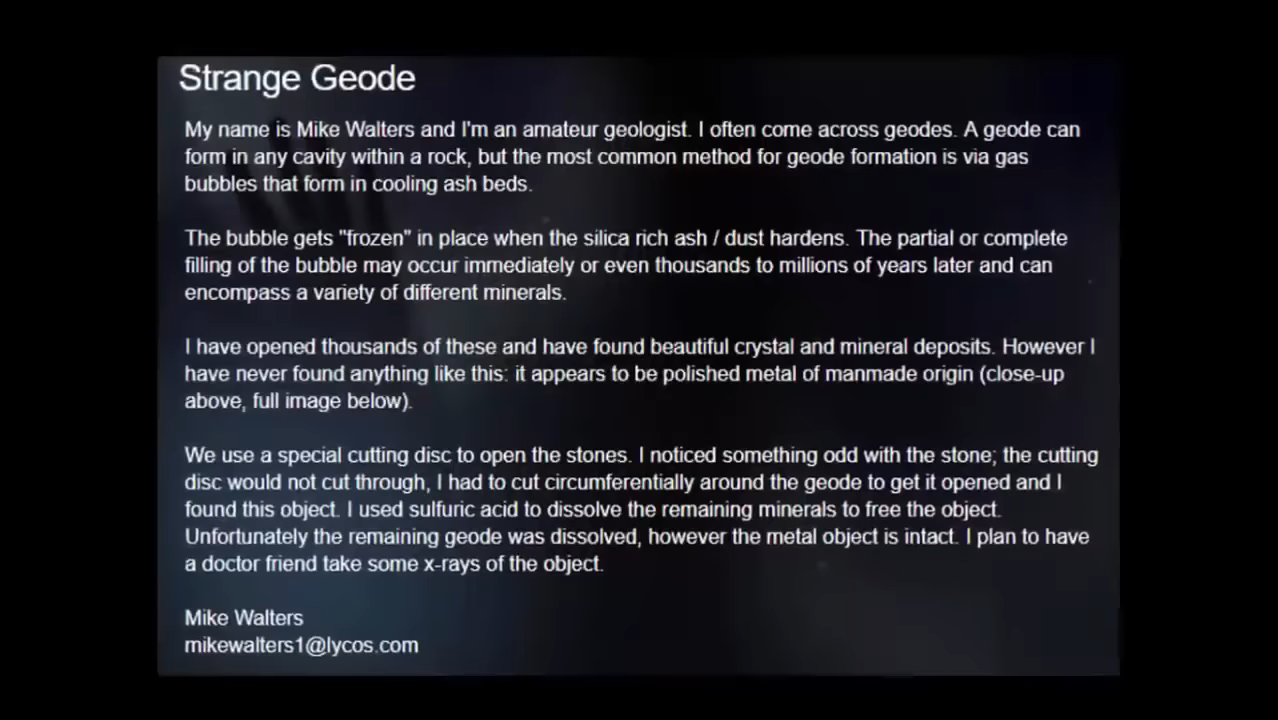 Strange Geode
My name is Mike Walters and I'm an amateur geologist. I often come across geodes. A geode can
form in any cavity within a rock, but the most common method for geode formation is via gas
bubbles that form in cooling ash beds.
The bubble gets "frozen" in place when the silica rich ash / dust hardens. The partial or complete
filling of the bubble may occur immediately or even thousands to millions of years later and can
encompass a variety of different minerals.
I have opened thousands of these and have found beautiful crystal and mineral deposits. However I
have never found anything like this: it appears to be polished metal of manmade origin (close-up
above, full image below).
We use a special cutting disc to open the stones. I noticed something odd with the stone; the cutting
disc would not cut through, I had to cut circumferentially around the geode to get it opened and I
found this object. I used sulfuric acid to dissolve the remaining minerals to free the object.
Unfortunately the remaining geode was dissolved, however the metal object is intact. I plan to have
a doctor friend take some x-rays of the object.
Mike Walters
mikewalters1@lycos.com